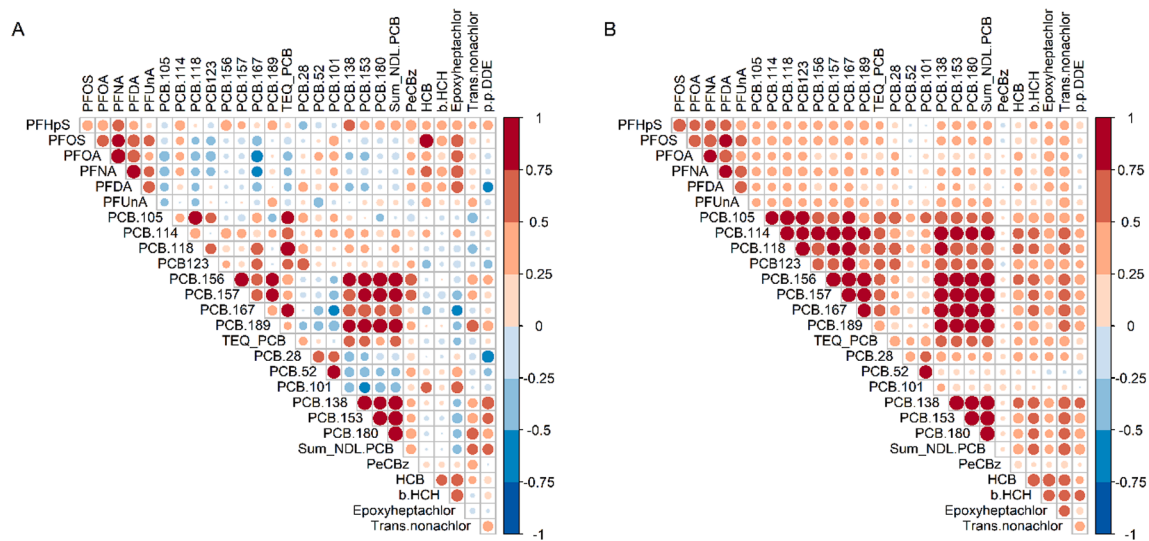 A
PFOS
PFOA
PFNA
PFDA
PFUnA
PCB.105
PCB.114
PCB.118
PCB123
PCB.156
PCB.157
PCB.167
PCB.189
TEQ_PCB
PCB.28
PCB.52
PCB.101
PCB.138
PCB.153
PCB.180
Sum_NDL.PCB
PeCBz
HCB
b.HCH
Epoxyheptachlor
Trans.nonachlor
p.p.DDE
PFHpS
PFOS
PFOA
PFNA
PFDA
PFUnA
PCB.105
PCB.114
PCB.118
PCB123
PCB.156
PCB.157
PCB.167
PCB.189
TEQ_PCB
PCB.28
PCB.52
PCB.101
PCB.138
PCB.153
PCB.180
Sum_NDL.PCB
PeCBz
HCB
b.HCH
Epoxyheptachlor
Trans.nonachlor
1
0.75
0.5
0.25
0
-0.25
-0.5
-0.75
-1
B
PFOS
PFOA
PFNA
PFDA
PFUnA
PCB.105
PCB.114
PCB.118
PCB123
PCB.156
PCB.157
PCB.167
PCB.189
TEQ_PCB
PCB.28
PCB.52
PCB.101
PCB.138
PCB.153
PCB.180
Sum_NDL.PCB
PeCBz
HCB
b.HCH
Epoxyheptachlor
Trans.nonachlor
p.p.DDE
PFHpS
PFOS
PFOA
PFNA
PFDA
PFUnA
PCB.105
PCB.114
PCB.118
PCB123
PCB.156
PCB.157
PCB.167
PCB.189
TEQ_PCB
PCB.28
PCB.52
PCB.101
PCB.138
PCB.153
PCB.180
Sum_NDL.PCB
PeCBz
HCB
b.HCH
Epoxyheptachlor
Trans.nonachlor
1
0.75
0.5
0.25
0
-0.25
-0.5
-0.75
-1